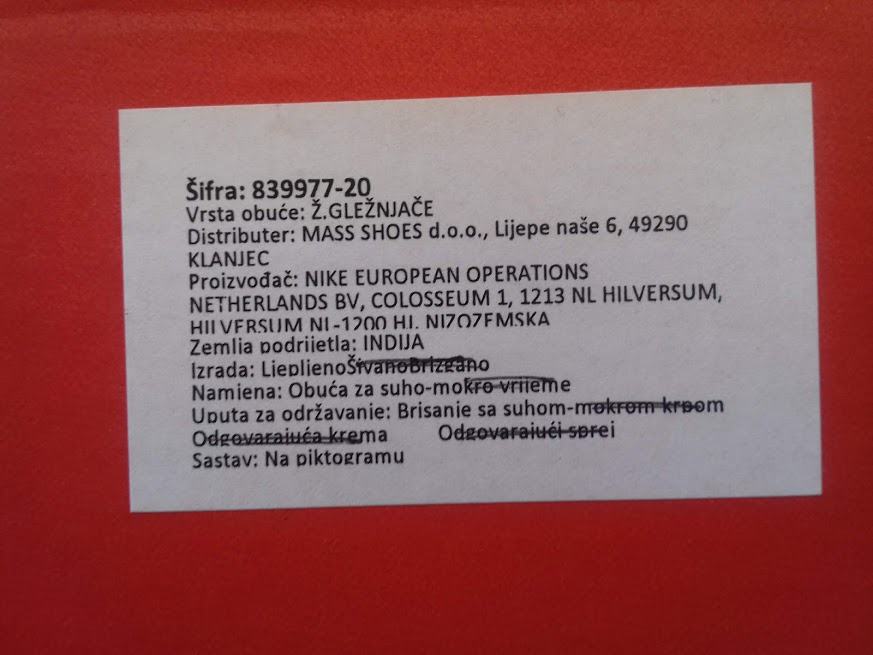 Šifra: 839977-20
Vrsta obuće: Ž.GLEŽNJAČE
Distributer: MASS SHOES d.o.o., Lijepe naše 6, 49290
KLANJEC
Proizvođač: NIKE EUROPEAN OPERATIONS
NETHERLANDS BV, COLOSSEUM 1, 1213 NL HILVERSUM,
HILVERSUM NL-1200 HJ, NIZOZEMSKA
Zemlja podrijetla: INDIJA
Izrada: LjepljenoŠivanoBrizgano
Namjena: Obuća za suho-mokro vrijeme
Uputa za održavanje: Brisanje sa suhom-mokrom krpom
Odgovarajuća krema Odgovarajući sprej
Sastav: Na piktogramu